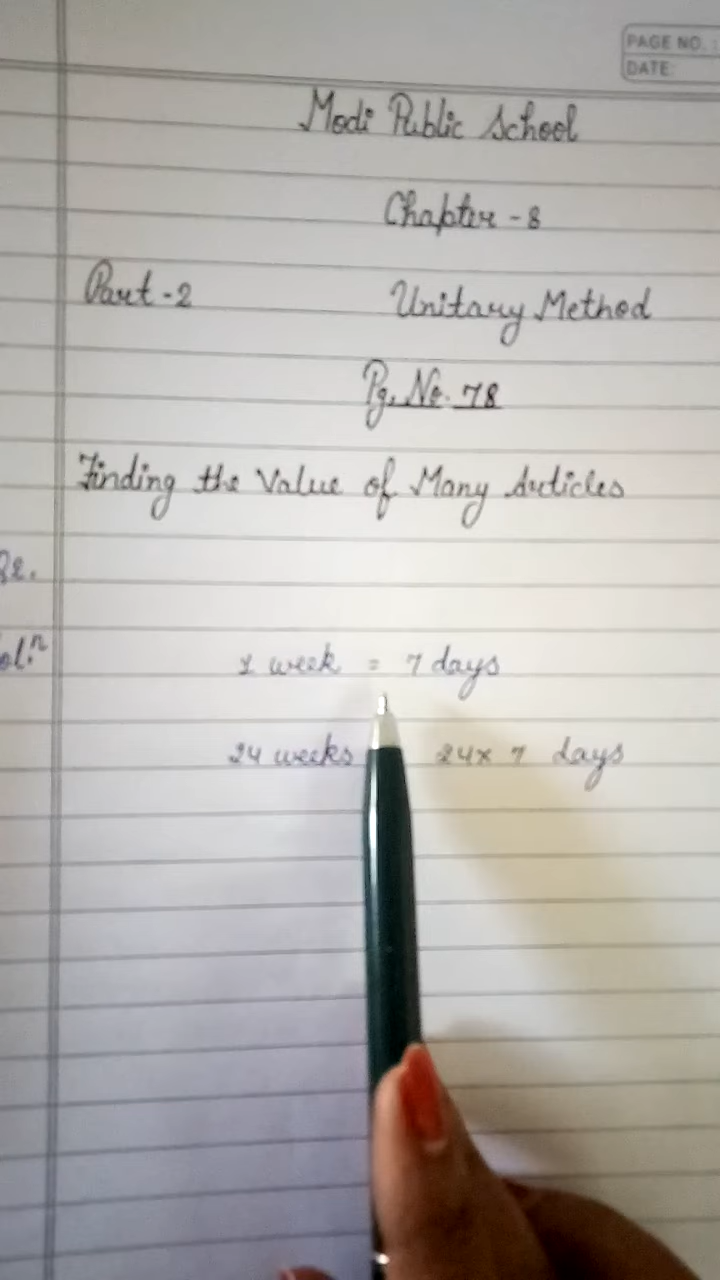 PAGE NO. :
DATE:
Modi Public School
Chapter - 8
Part - 2 Unitary Method
Pg. No. 78
Finding the Value of Many Articles
1 week = 7 days
24 weeks 24 x 7 days